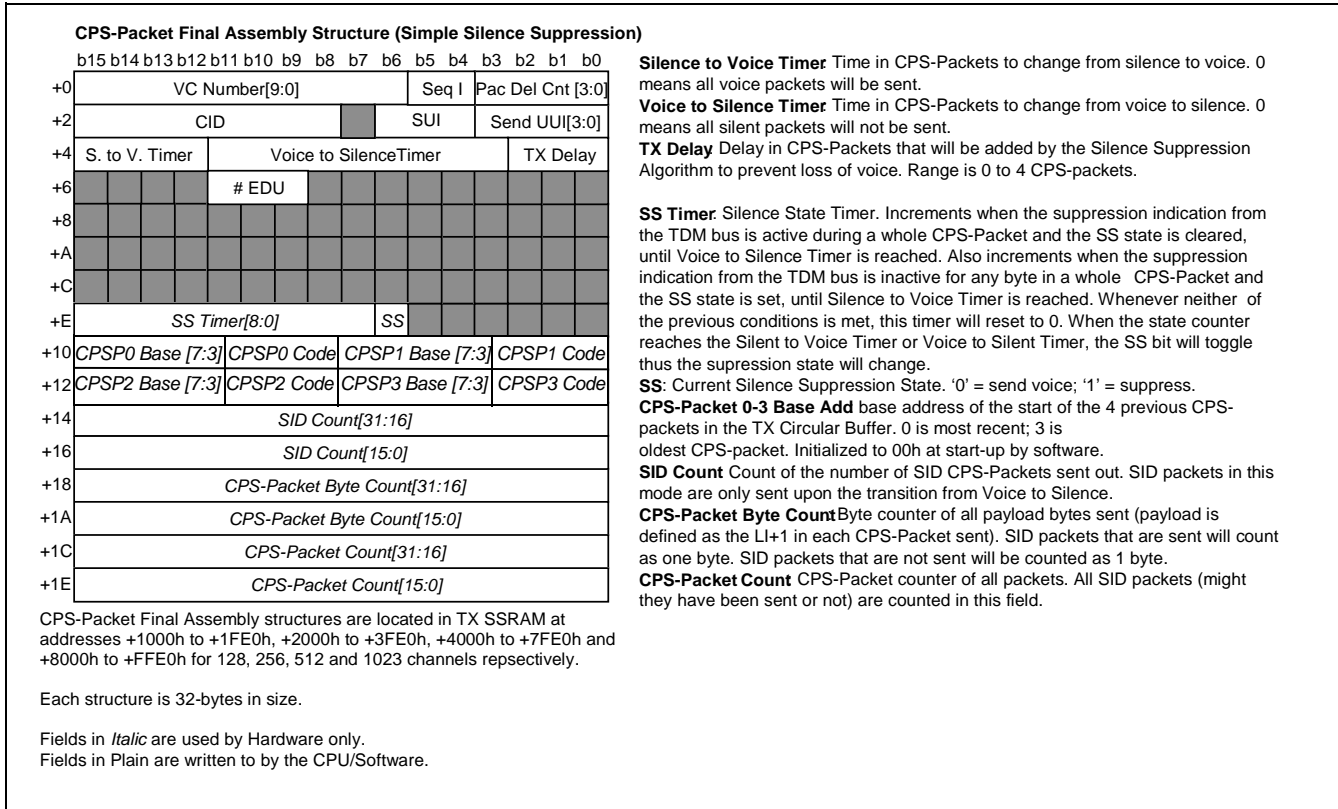 CPS-Packet Final Assembly Structure (Simple Silence Suppression)
b15 b14 b13 b12 b11 b10 b9 b8 b7 b6 b5 b4 b3 b2 b1 b0
+0 VC Number[9:0] Seq I Pac Del Cnt [3:0]
+2 CID SUI Send UUI[3:0]
+4 S. to V. Timer Voice to SilenceTimer TX Delay
+6 # EDU
+8
+A
+C
+E SS Timer[8:0] SS
+10 CPSP0 Base [7:3] CPSP0 Code CPSP1 Base [7:3] CPSP1 Code
+12 CPSP2 Base [7:3] CPSP2 Code CPSP3 Base [7:3] CPSP3 Code
+14 SID Count[31:16]
+16 SID Count[15:0]
+18 CPS-Packet Byte Count[31:16]
+1A CPS-Packet Byte Count[15:0]
+1C CPS-Packet Count[31:16]
+1E CPS-Packet Count[15:0]
CPS-Packet Final Assembly structures are located in TX SSRAM at
addresses +1000h to +1FE0h, +2000h to +3FE0h, +4000h to +7FE0h and
+8000h to +FFE0h for 128, 256, 512 and 1023 channels repsectively.
Each structure is 32-bytes in size.
Fields in Italic are used by Hardware only.
Fields in Plain are written to by the CPU/Software.
Silence to Voice Timer: Time in CPS-Packets to change from silence to voice. 0
means all voice packets will be sent.
Voice to Silence Timer: Time in CPS-Packets to change from voice to silence. 0
means all silent packets will not be sent.
TX Delay: Delay in CPS-Packets that will be added by the Silence Suppression
Algorithm to prevent loss of voice. Range is 0 to 4 CPS-packets.
SS Timer: Silence State Timer. Increments when the suppression indication from
the TDM bus is active during a whole CPS-Packet and the SS state is cleared,
until Voice to Silence Timer is reached. Also increments when the suppression
indication from the TDM bus is inactive for any byte in a whole CPS-Packet and
the SS state is set, until Silence to Voice Timer is reached. Whenever neither of
the previous conditions is met, this timer will reset to 0. When the state counter
reaches the Silent to Voice Timer or Voice to Silent Timer, the SS bit will toggle
thus the supression state will change.
SS: Current Silence Suppression State. ‘0’ = send voice; ‘1’ = suppress.
CPS-Packet 0-3 Base Add base address of the start of the 4 previous CPS-
packets in the TX Circular Buffer. 0 is most recent; 3 is
oldest CPS-packet. Initialized to 00h at start-up by software.
SID Count Count of the number of SID CPS-Packets sent out. SID packets in this
mode are only sent upon the transition from Voice to Silence.
CPS-Packet Byte Count: Byte counter of all payload bytes sent (payload is
defined as the LI+1 in each CPS-Packet sent). SID packets that are sent will count
as one byte. SID packets that are not sent will be counted as 1 byte.
CPS-Packet Count CPS-Packet counter of all packets. All SID packets (might
they have been sent or not) are counted in this field.